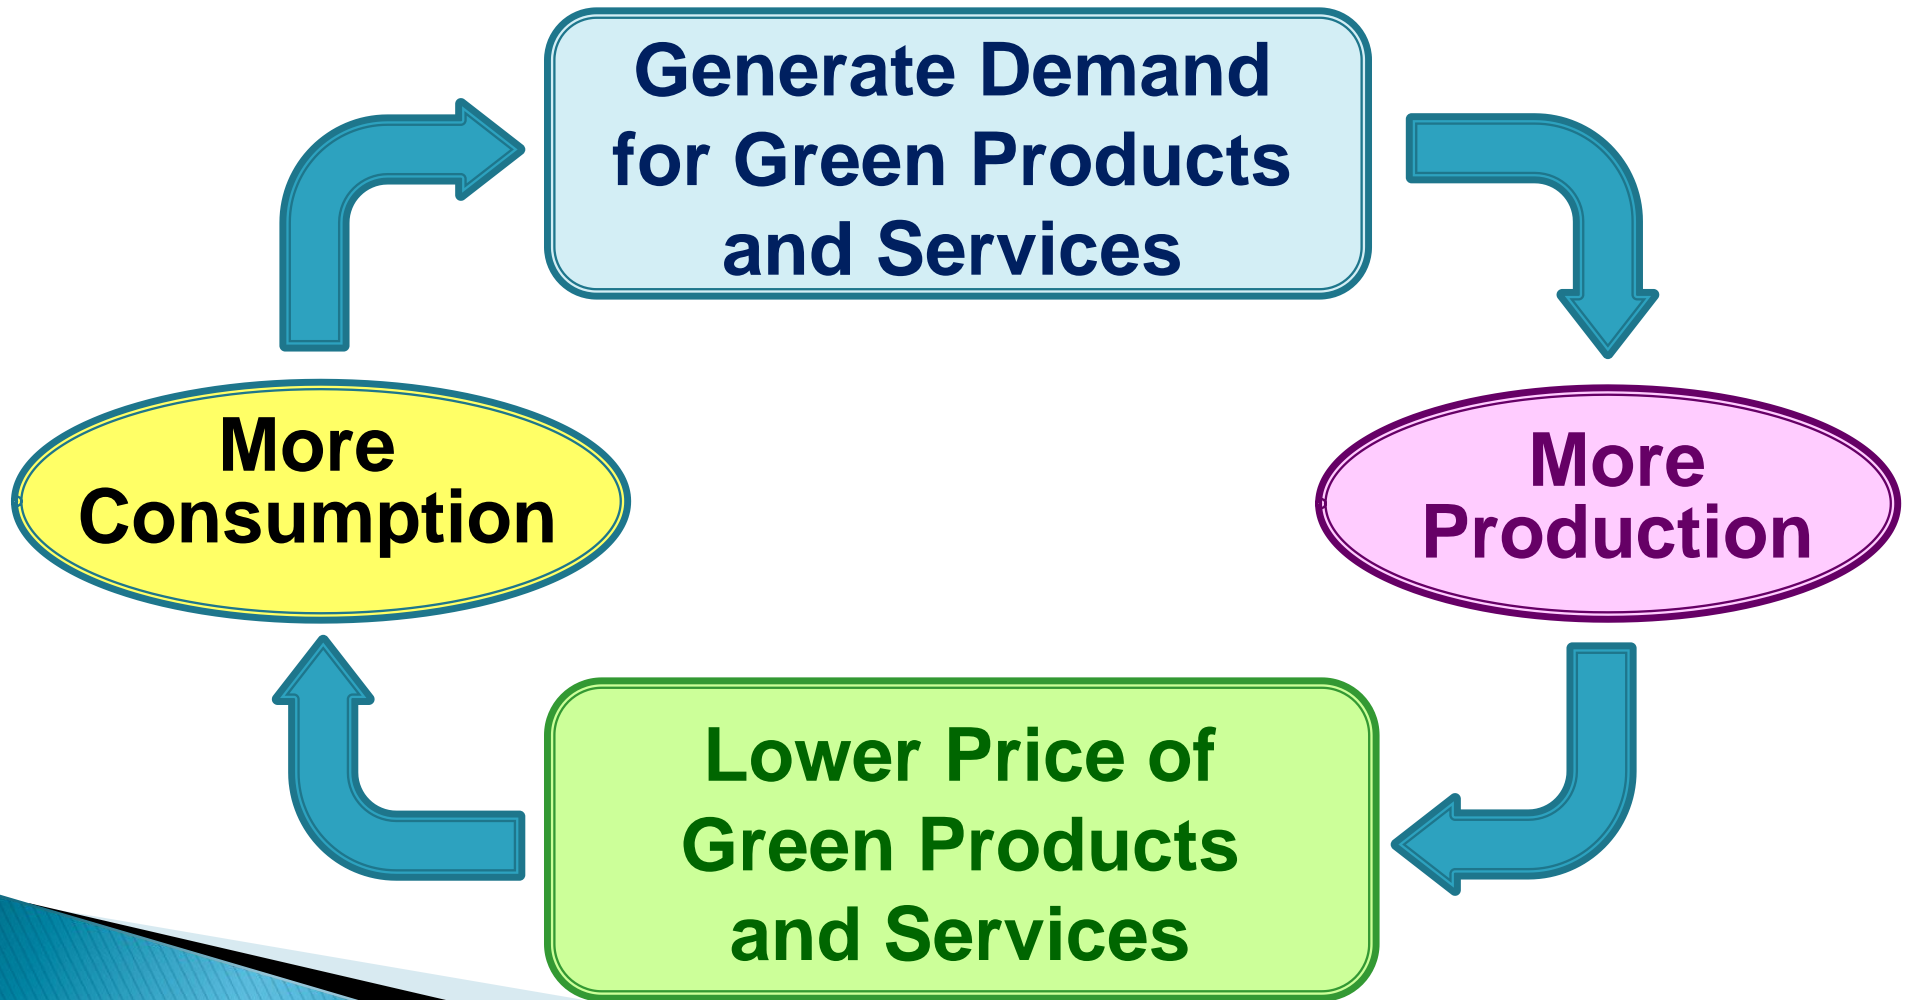 Generate Demand
for Green Products
and Services
More
Consumption
More
Production
Lower Price of
Green Products
and Services